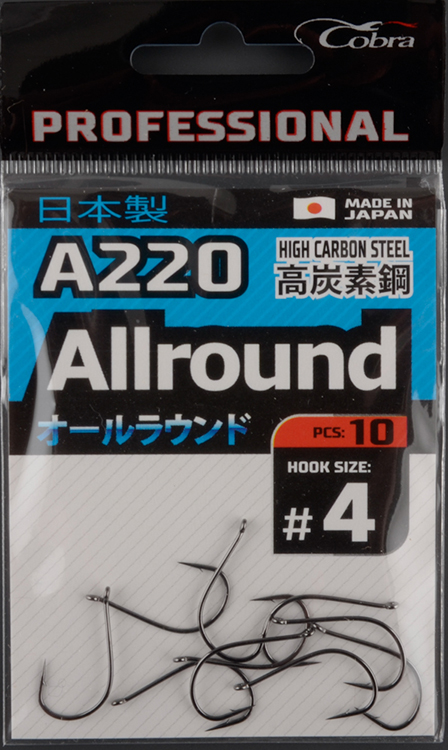 Cobra
PROFESSIONAL
日本製
MADE IN
JAPAN
A220
HIGH CARBON STEEL
高炭素鋼
Allround
オールラウンド
PCS: 10
HOOK SIZE:
#4